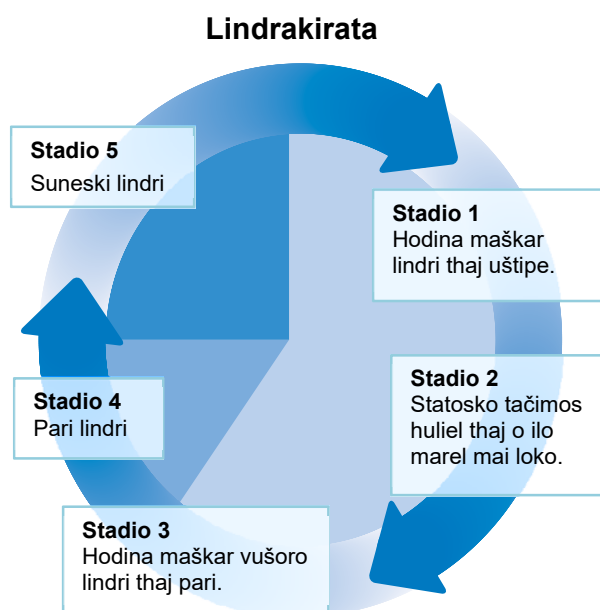 Lindrakirata
Stadio 1
Hodina maškar
lindri thaj uštipe.
Stadio 2
Statosko tačimos
huliel thaj o ilo
marel mai loko.
Stadio 3
Hodina maškar vušoro
lindri thaj pari.
Stadio 4
Pari lindri
Stadio 5
Suneski lindri